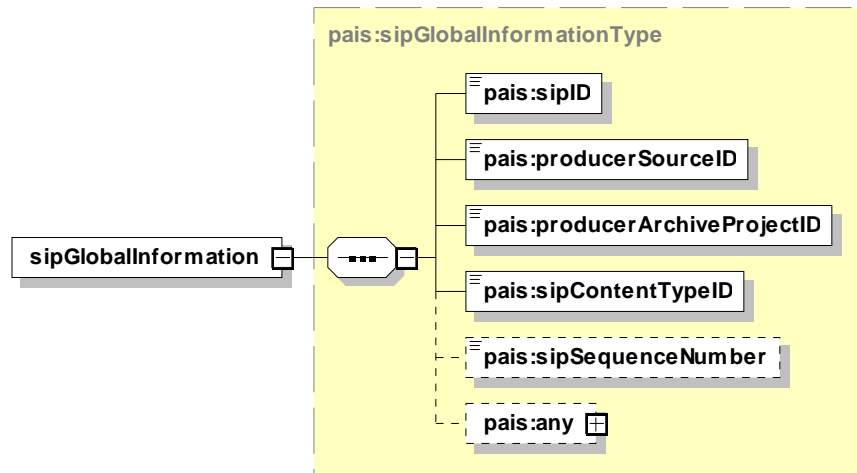 pais:sipGlobalInformationType
pais:sipID
pais:producerSourceID
pais:producerArchiveProjectID
sipGlobalInformation
pais:sipContentTypeID
pais:sipSequenceNumber
pais:any